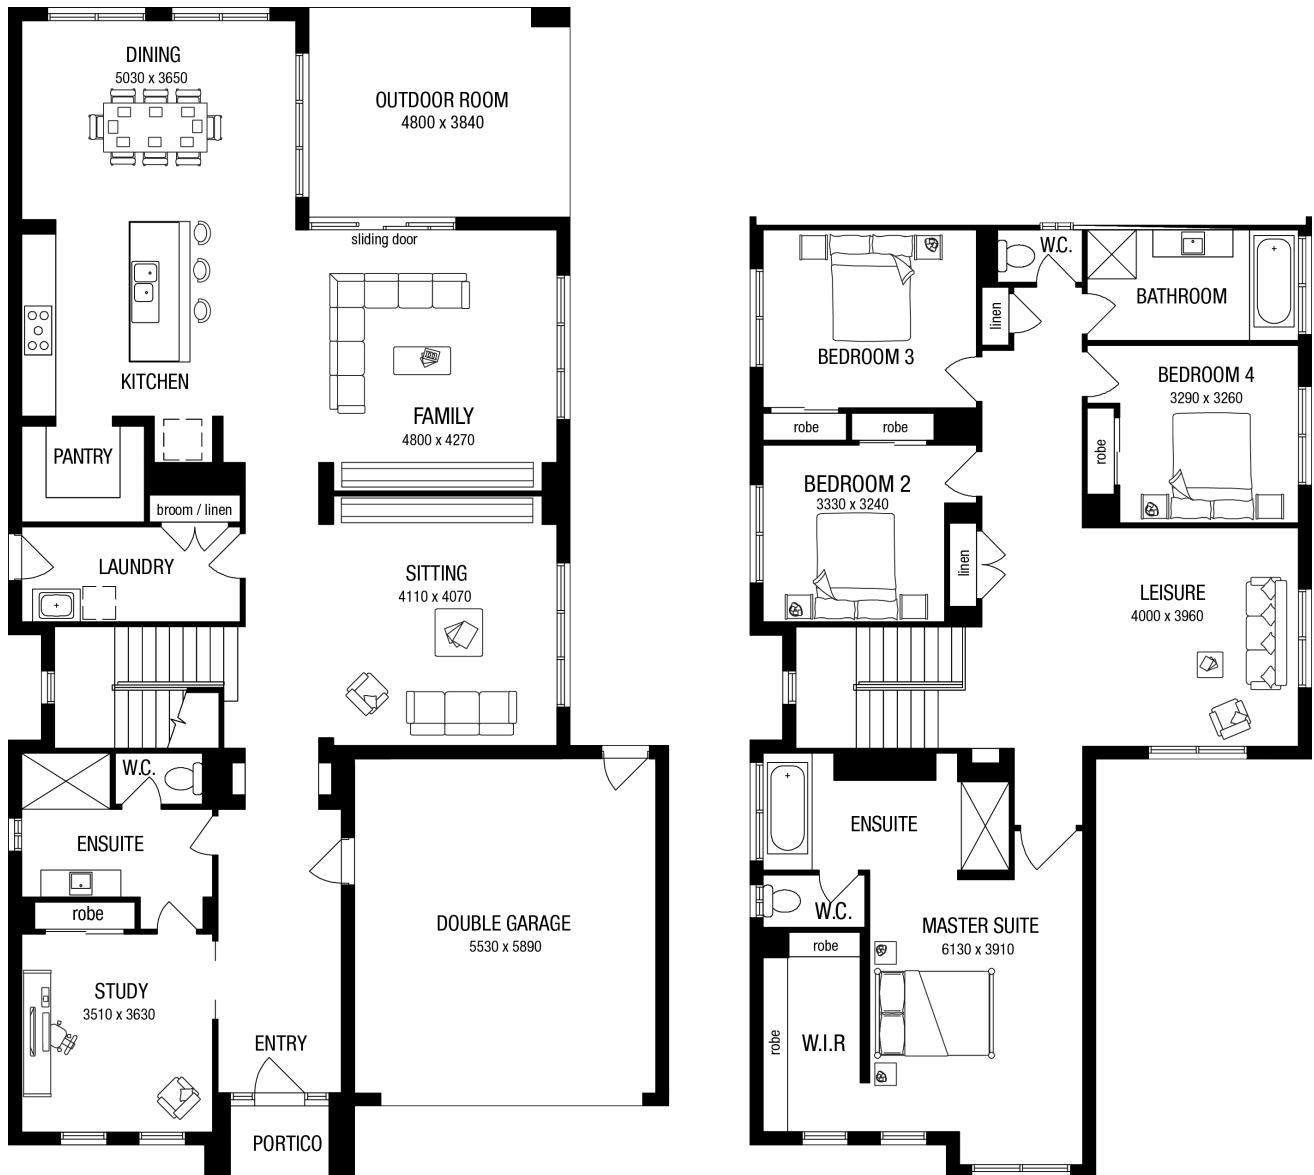 DINING
5030 x 3650
OUTDOOR ROOM
4800 x 3840
sliding door
KITCHEN
FAMILY
4800 x 4270
PANTRY
broom / linen
LAUNDRY
SITTING
4110 x 4070
W.C.
ENSUITE
robe
DOUBLE GARAGE
5530 x 5890
STUDY
3510 x 3630
ENTRY
PORTICO
W.C.
BATHROOM
linen
BEDROOM 3
BEDROOM 4
3290 x 3260
robe
robe
robe
BEDROOM 2
3330 x 3240
linen
LEISURE
4000 x 3960
ENSUITE
W.C.
MASTER SUITE
6130 x 3910
robe
robe
W.I.R